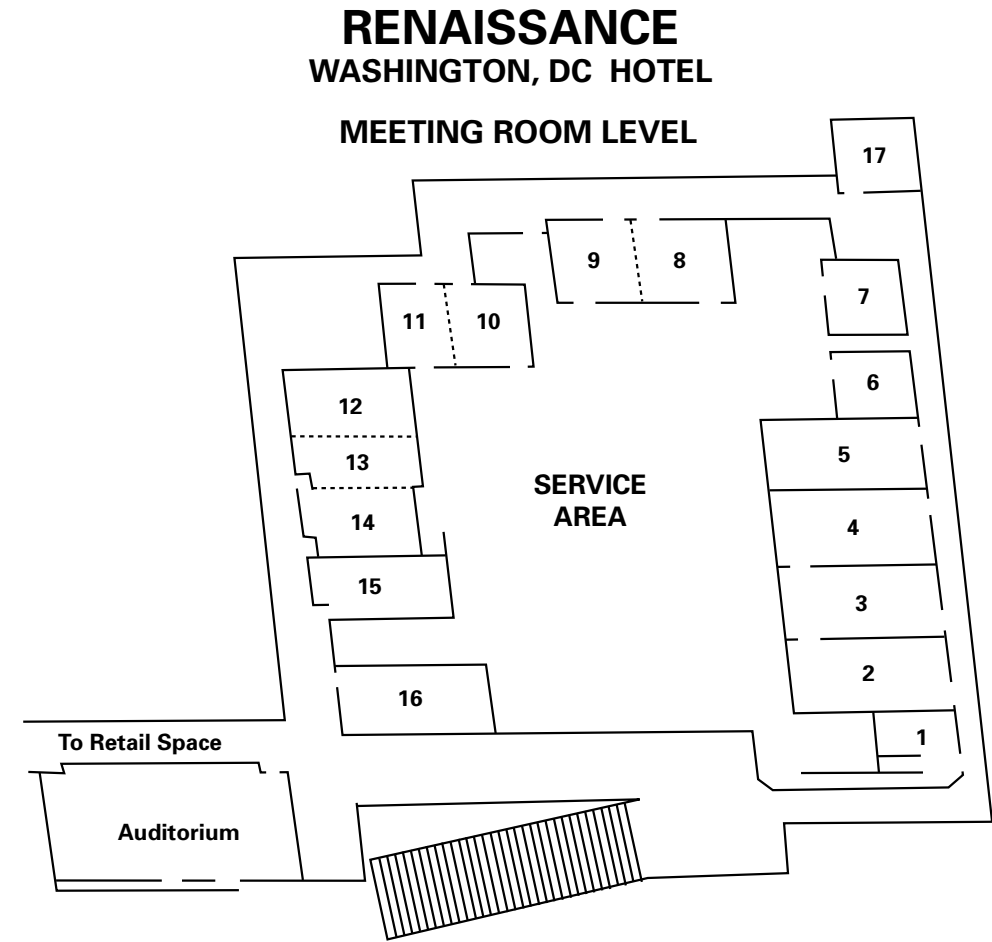 RENAISSANCE
WASHINGTON, DC HOTEL
MEETING ROOM LEVEL
17
9
8
7
11
10
6
12
5
13
SERVICE
AREA
14
4
15
3
2
16
1
To Retail Space
Auditorium